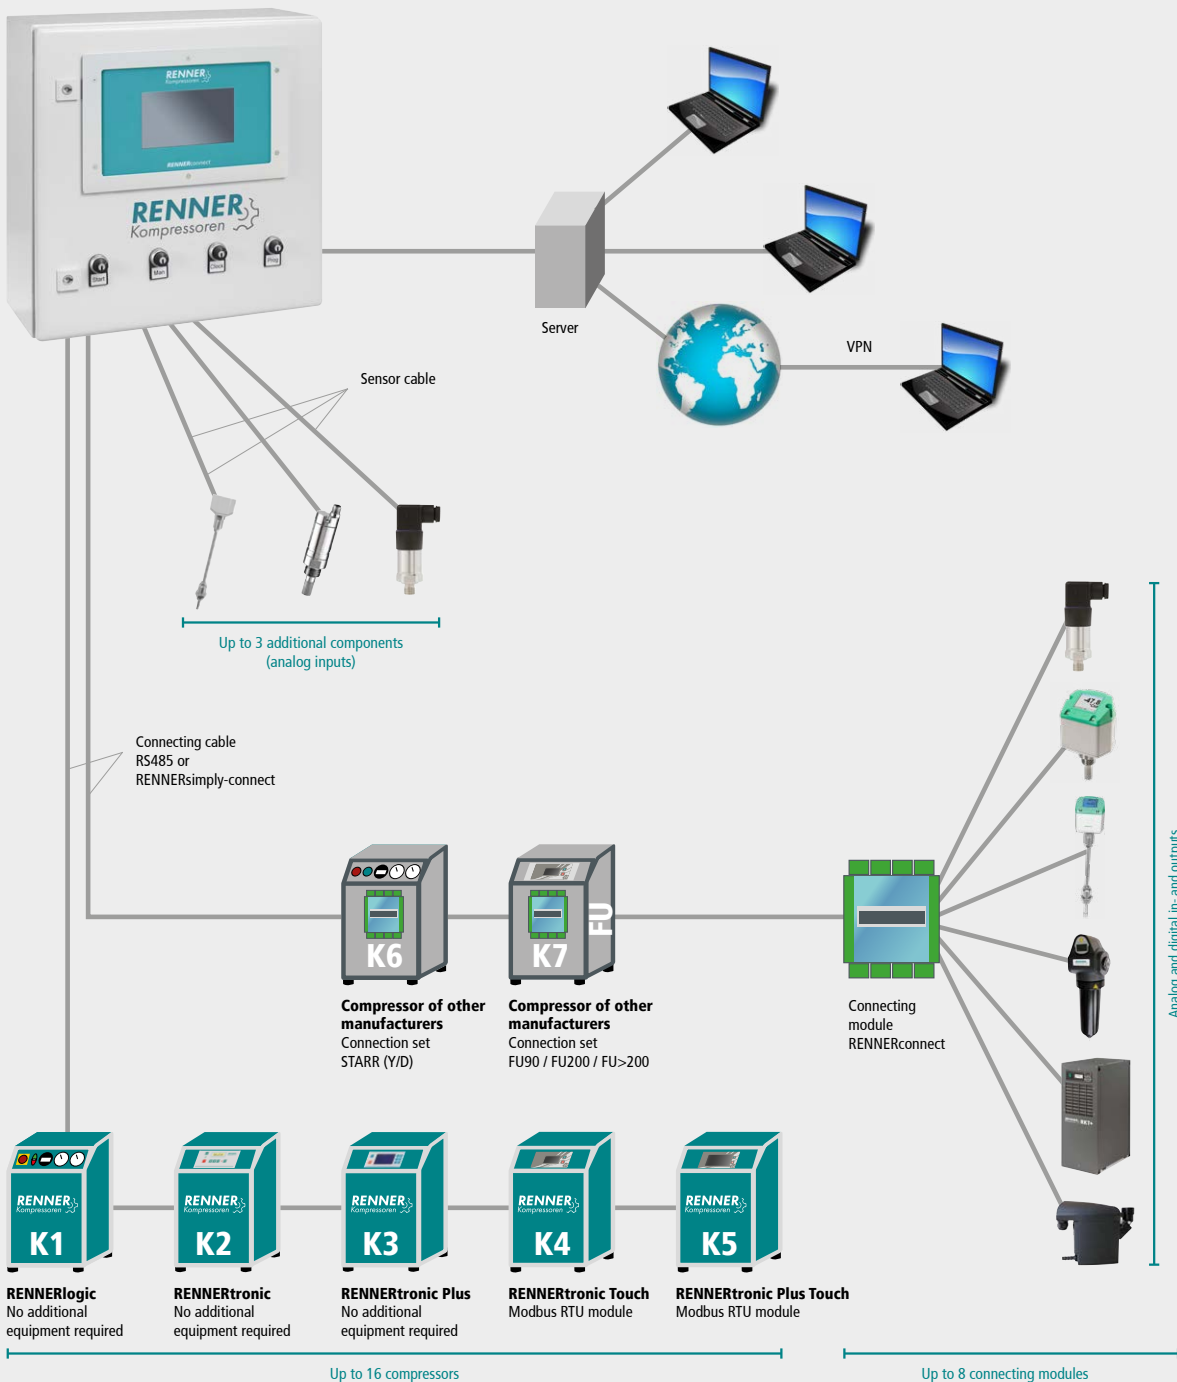 RENNER
Kompressoren
RENNERconnect
RENNER
Kompressoren
Start
Man
Clock
Prog
Server
VPN
Sensor cable
Up to 3 additional components
(analog inputs)
Connecting cable
RS485 or
RENNERsimply-connect
K6
K7
FU
Compressor of other
manufacturers
Connection set
STARR (Y/D)
Compressor of other
manufacturers
Connection set
FU90 / FU200 / FU>200
Connecting
module
RENNERconnect
Analog and digital in- and outputs
RENNER
Kompressoren
K1
RENNER
Kompressoren
K2
RENNER
Kompressoren
K3
RENNER
Kompressoren
K4
RENNER
Kompressoren
K5
RENNERlogic
No additional
equipment required
RENNERtronic
No additional
equipment required
RENNERtronic Plus
No additional
equipment required
RENNERtronic Touch
Modbus RTU module
RENNERtronic Plus Touch
Modbus RTU module
Up to 16 compressors
Up to 8 connecting modules